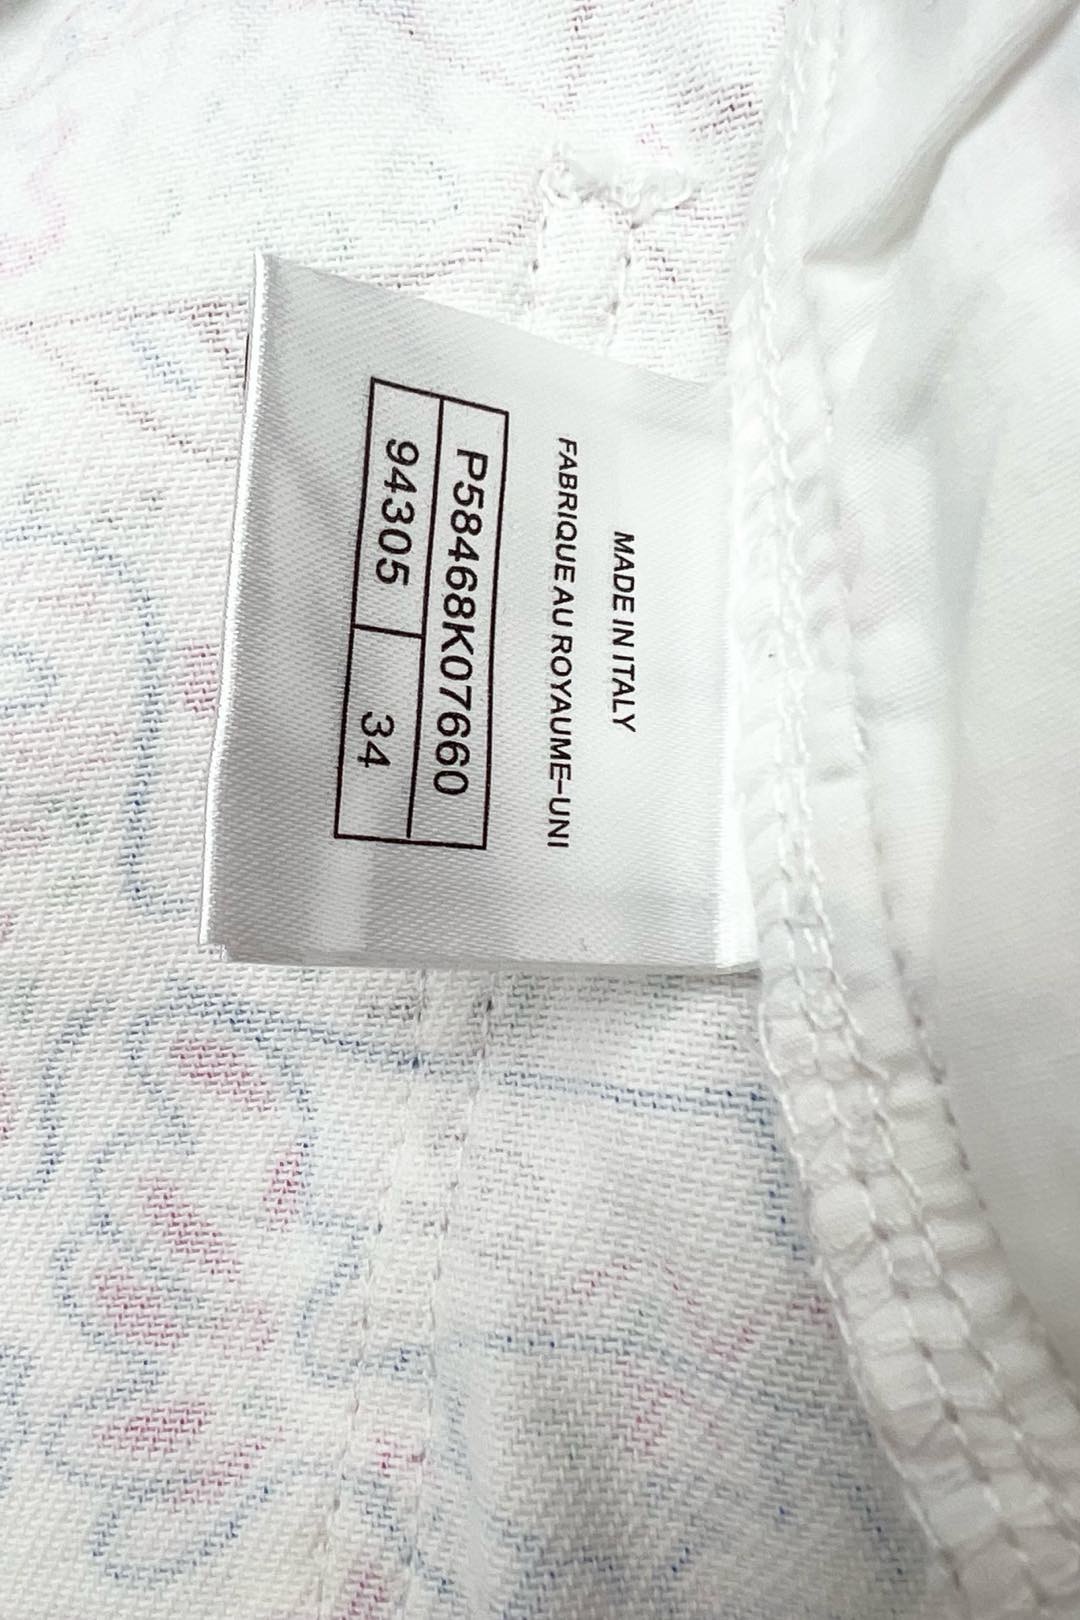 MADE IN ITALY
FABRIQUE AU ROYAUME-UNI
P58468K07660
94305 34